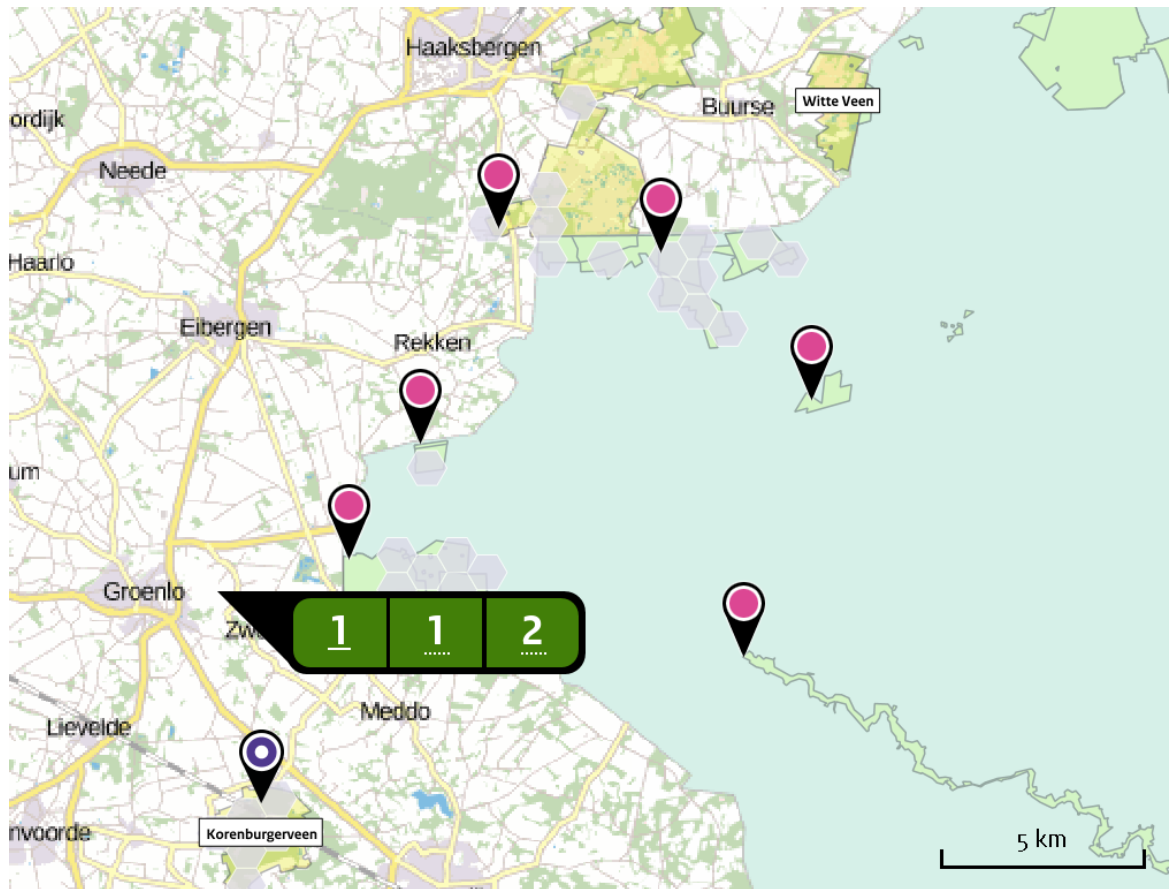 Haaksbergen
Buurse
Witte Veen
ordijk
Neede
Haarlo
Eibergen
Rekken
um
Groenlo
1 1 2
Meddo
Lievelde
Korenburgerveen
nvoorde
5 km